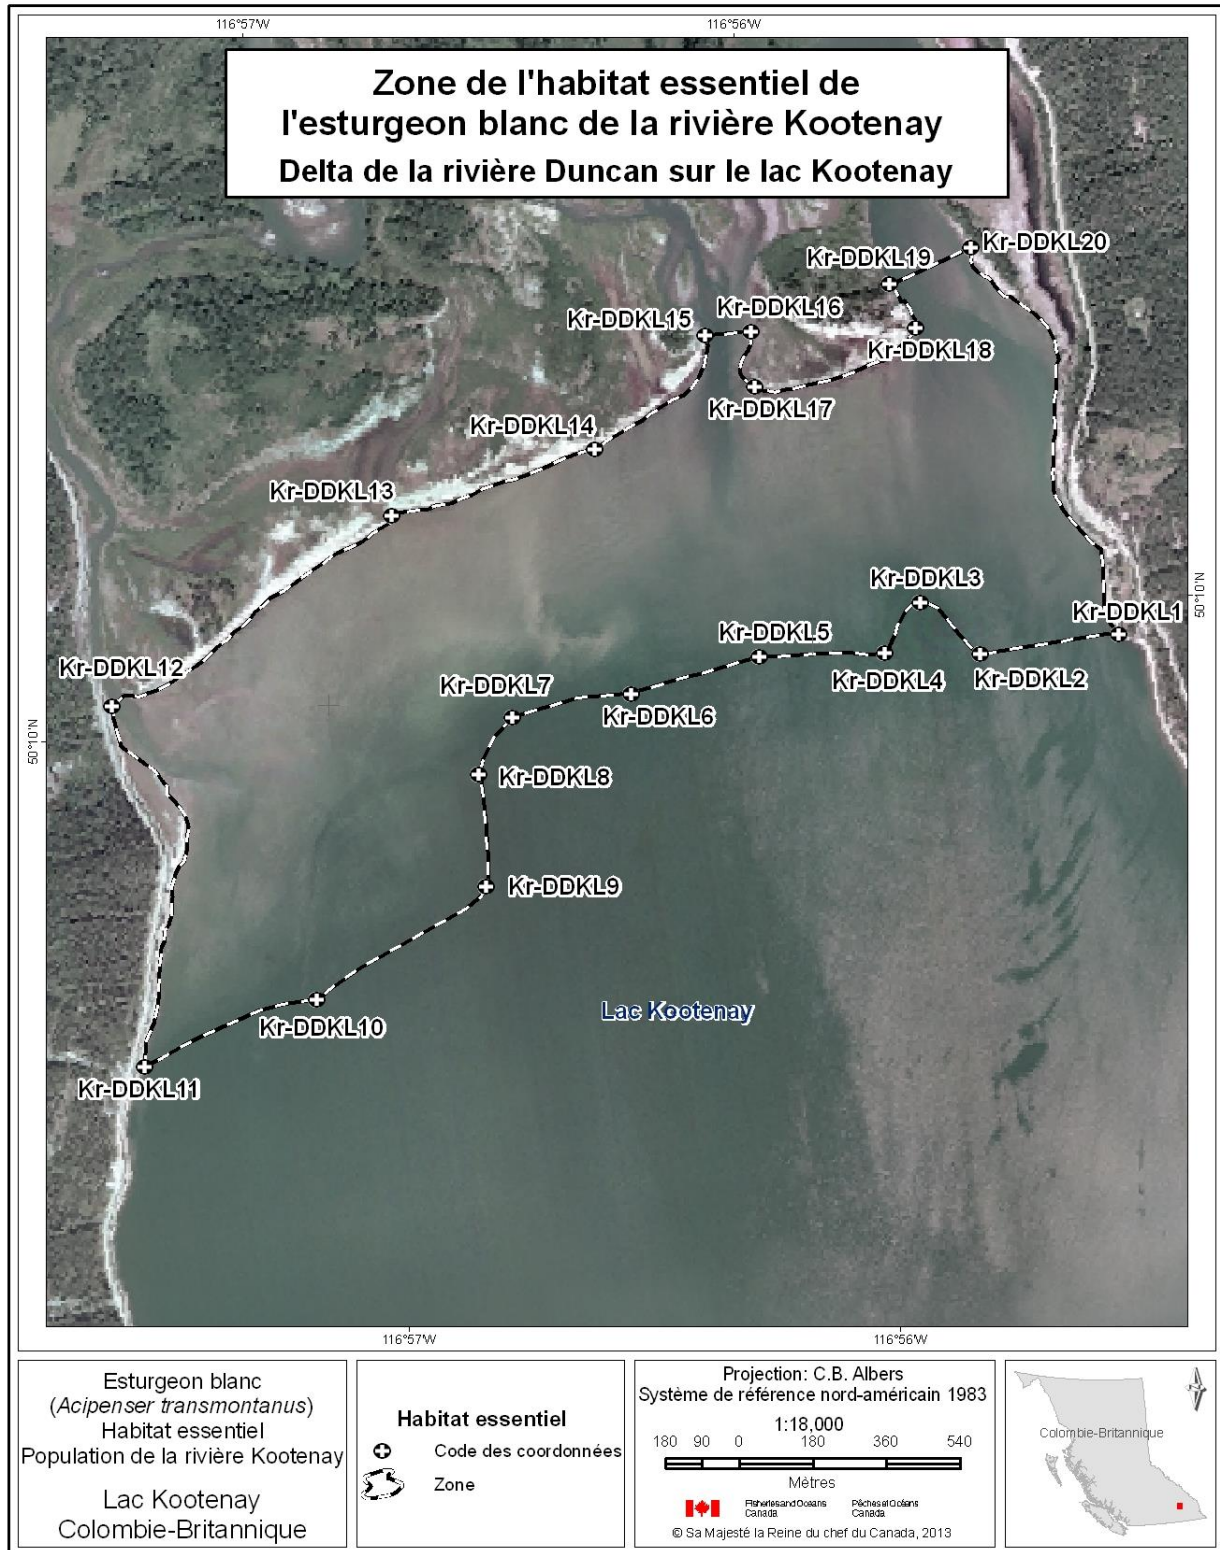 116°57'W
116°56'W
Zone de l'habitat essentiel de
l'esturgeon blanc de la rivière Kootenay
Delta de la rivière Duncan sur le lac Kootenay
Kr-DDKL20
Kr-DDKL19
Kr-DDKL16
Kr-DDKL15
Kr-DDKL18
Kr-DDKL17
Kr-DDKL14
Kr-DDKL13
50°10'N
Kr-DDKL3
Kr-DDKL1
Kr-DDKL5
Kr-DDKL4
Kr-DDKL2
Kr-DDKL12
Kr-DDKL7
Kr-DDKL6
50°10'N
Kr-DDKL8
Kr-DDKL9
Lac Kootenay
Kr-DDKL10
Kr-DDKL11
116°57'W
116°56'W
Esturgeon blanc
(Acipenser transmontanus)
Habitat essentiel
Population de la rivière Kootenay
Lac Kootenay
Colombie-Britannique
Habitat essentiel
Code des coordonnées
Zone
Projection: C.B. Albers
Système de référence nord-américain 1983
1:18,000
180 90 0 180 360 540
Mètres
Fisheries and Oceans
Canada
Pêches et Océans
Canada
© Sa Majesté la Reine du chef du Canada, 2013
Colombie-Britannique